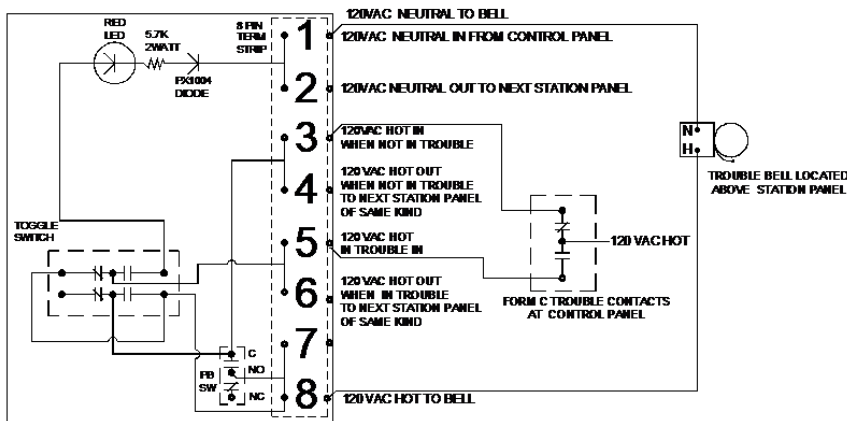 120VAC NEUTRAL TO BELL
RED
LED
5.7K
2WATT
PX1004
DIODE
8 PIN
TERM
STRIP
1
120VAC NEUTRAL IN FROM CONTROL PANEL
2
120VAC NEUTRAL OUT TO NEXT STATION PANEL
3
120VAC HOT IN
WHEN NOT IN TROUBLE
4
120 VAC HOT OUT
WHEN NOT IN TROUBLE
TO NEXT STATION PANEL
OF SAME KIND
N
H
TROUBLE BELL LOCATED
ABOVE STATION PANEL
TOGGLE
SWITCH
5
120 VAC HOT
IN TROUBLE IN
120 VAC HOT
6
120 VAC HOT OUT
WHEN IN TROUBLE
TO NEXT STATION PANEL
OF SAME KIND
FORM C TROUBLE CONTACTS
AT CONTROL PANEL
7
C
NO
NC
PB
SW
8
120 VAC HOT TO BELL